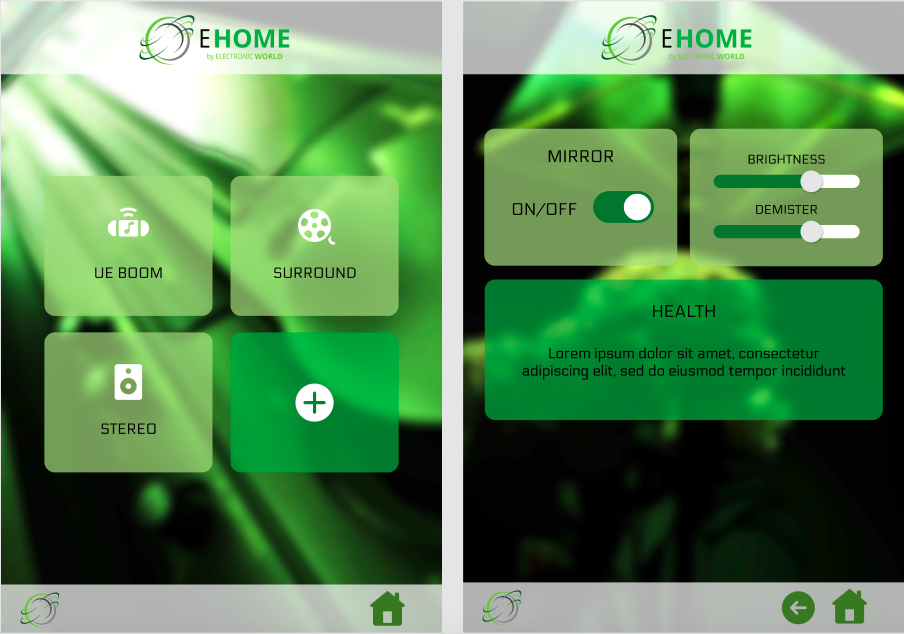 EHOME
by ELECTRONIC WORLD
UE BOOM
SURROUND
STEREO
EHOME
by ELECTRONIC WORLD
MIRROR
ON/OFF
BRIGHTNESS
DEMISTER
HEALTH
Lorem ipsum dolor sit amet, consectetur
adipiscing elit, sed do eiusmod tempor incididunt